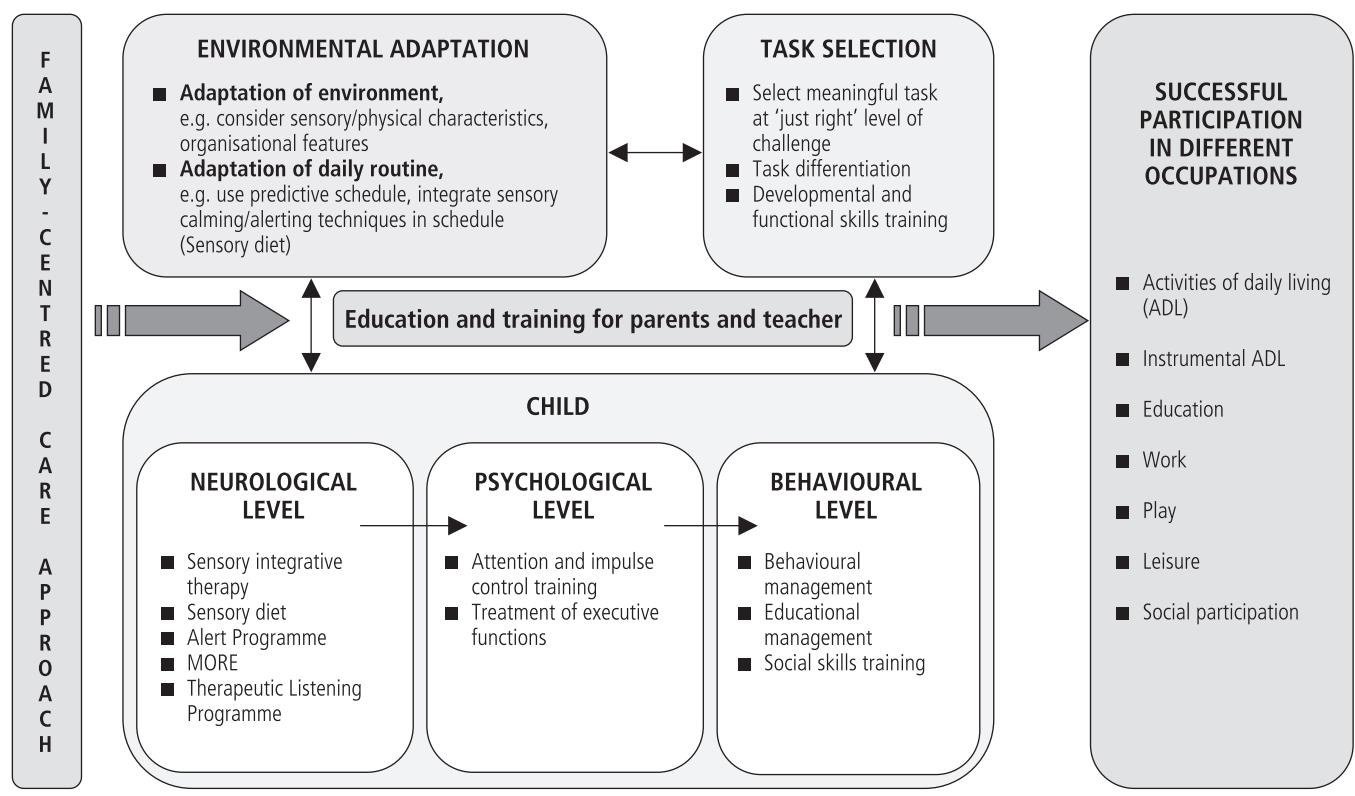 FAMILY-CENTRED CARE APPROACH
ENVIRONMENTAL ADAPTATION
■ Adaptation of environment,
e.g. consider sensory/physical characteristics,
organisational features
■ Adaptation of daily routine,
e.g. use predictive schedule, integrate sensory
calming/alerting techniques in schedule
(Sensory diet)
TASK SELECTION
■ Select meaningful task
at ‘just right’ level of
challenge
■ Task differentiation
■ Developmental and
functional skills training
Education and training for parents and teacher
CHILD
NEUROLOGICAL
LEVEL
■ Sensory integrative
therapy
■ Sensory diet
■ Alert Programme
■ MORE
■ Therapeutic Listening
Programme
PSYCHOLOGICAL
LEVEL
■ Attention and impulse
control training
■ Treatment of executive
functions
BEHAVIOURAL
LEVEL
■ Behavioural
management
■ Educational
management
■ Social skills training
SUCCESSFUL
PARTICIPATION
IN DIFFERENT
OCCUPATIONS
■ Activities of daily living
(ADL)
■ Instrumental ADL
■ Education
■ Work
■ Play
■ Leisure
■ Social participation